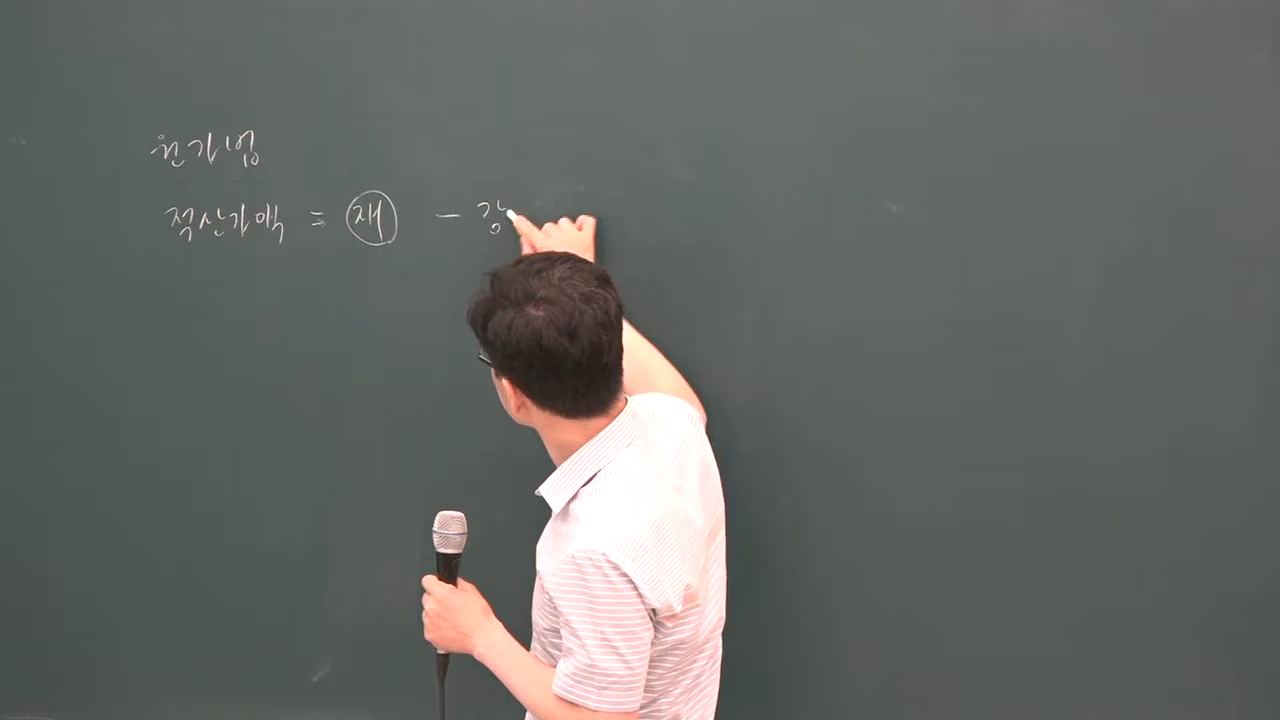 원가법
적산가액 = 재 - 감